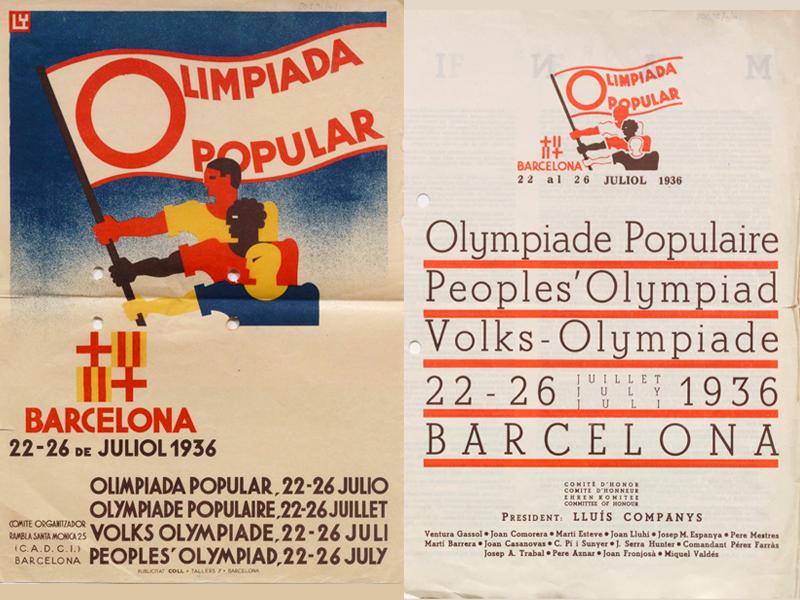 LY
OLIMPIADA
POPULAR
BARCELONA
22-26 DE JULIOL 1936
OLIMPIADA POPULAR, 22-26 JULIO
OLYMPIADE POPULAIRE, 22-26 JUILLET
VOLKS OLYMPIADE, 22-26 JULI
PEOPLES' OLYMPIAD, 22-26 JULY
COMITE ORGANITZADOR
RAMBLA SANTA MONICA 25
(C.A.D.C.I.)
BARCELONA
PUBLICITAT COLL · TALLERS 7 · BARCELONA
OLIMPIADA
POPULAR
BARCELONA
22 al 26 JULIOL 1936
Olympiade Populaire
Peoples' Olympiad
Volks-Olympiade
22-26 JUILLET JULY JULI 1936
BARCELONA
COMITÈ D'HONOR
COMITE D'HONNEUR
EHREN KOMITEE
COMMITTEE OF HONOUR
PRESIDENT: LLUÍS COMPANYS
Ventura Gassol • Joan Comorera • Martí Esteve • Joan Lluhí • Josep M. Espanya • Pere Mestres
Martí Barrera • Joan Casanovas • C. Pi i Sunyer • J. Serra Hunter • Comandant Pérez Farràs
Josep A. Trabal • Pere Aznar • Joan Fronjosà • Miquel Valdés